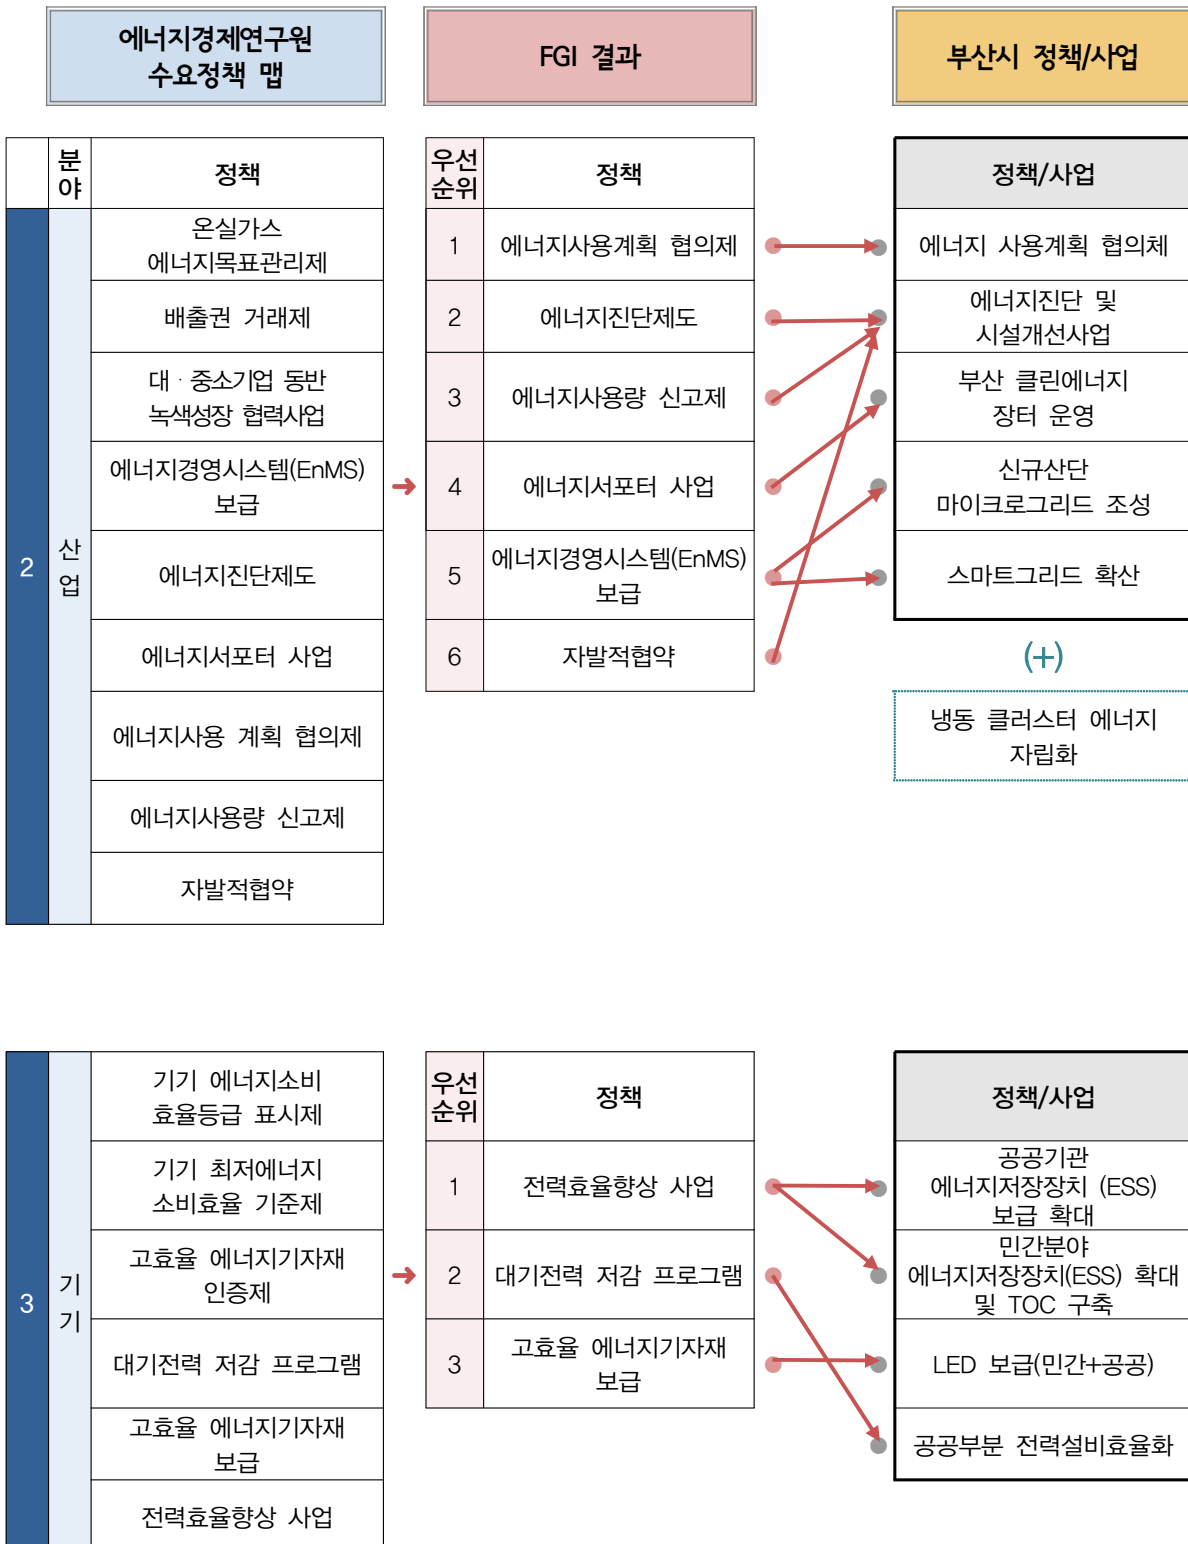 에너지경제연구원
수요정책 맵
FGI 결과
부산시 정책/사업
분
야
정책
우선
순위
정책
정책/사업
2
산
업
온실가스
에너지목표관리제
배출권 거래제
대ㆍ중소기업 동반
녹색성장 협력사업
에너지경영시스템(EnMS)
보급
에너지진단제도
에너지서포터 사업
에너지사용 계획 협의제
에너지사용량 신고제
자발적협약
1
에너지사용계획 협의제
2
에너지진단제도
3
에너지사용량 신고제
4
에너지서포터 사업
5
에너지경영시스템(EnMS)
보급
6
자발적협약
에너지 사용계획 협의체
에너지진단 및
시설개선사업
부산 클린에너지
장터 운영
신규산단
마이크로그리드 조성
스마트그리드 확산
(+)
냉동 클러스터 에너지
자립화
3
기
기
기기 에너지소비
효율등급 표시제
기기 최저에너지
소비효율 기준제
고효율 에너지기자재
인증제
대기전력 저감 프로그램
고효율 에너지기자재
보급
전력효율향상 사업
우선
순위
정책
1
전력효율향상 사업
2
대기전력 저감 프로그램
3
고효율 에너지기자재
보급
정책/사업
공공기관
에너지저장장치 (ESS)
보급 확대
민간분야
에너지저장장치(ESS) 확대
및 TOC 구축
LED 보급(민간+공공)
공공부분 전력설비효율화